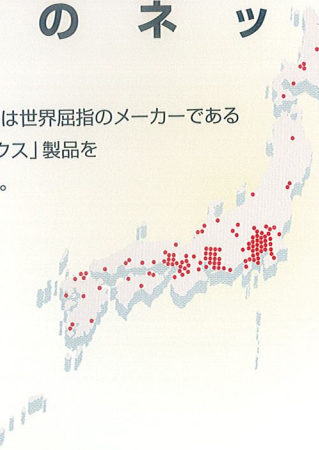 のネッ
は世界屈指のメーカーである
クス」製品を
。